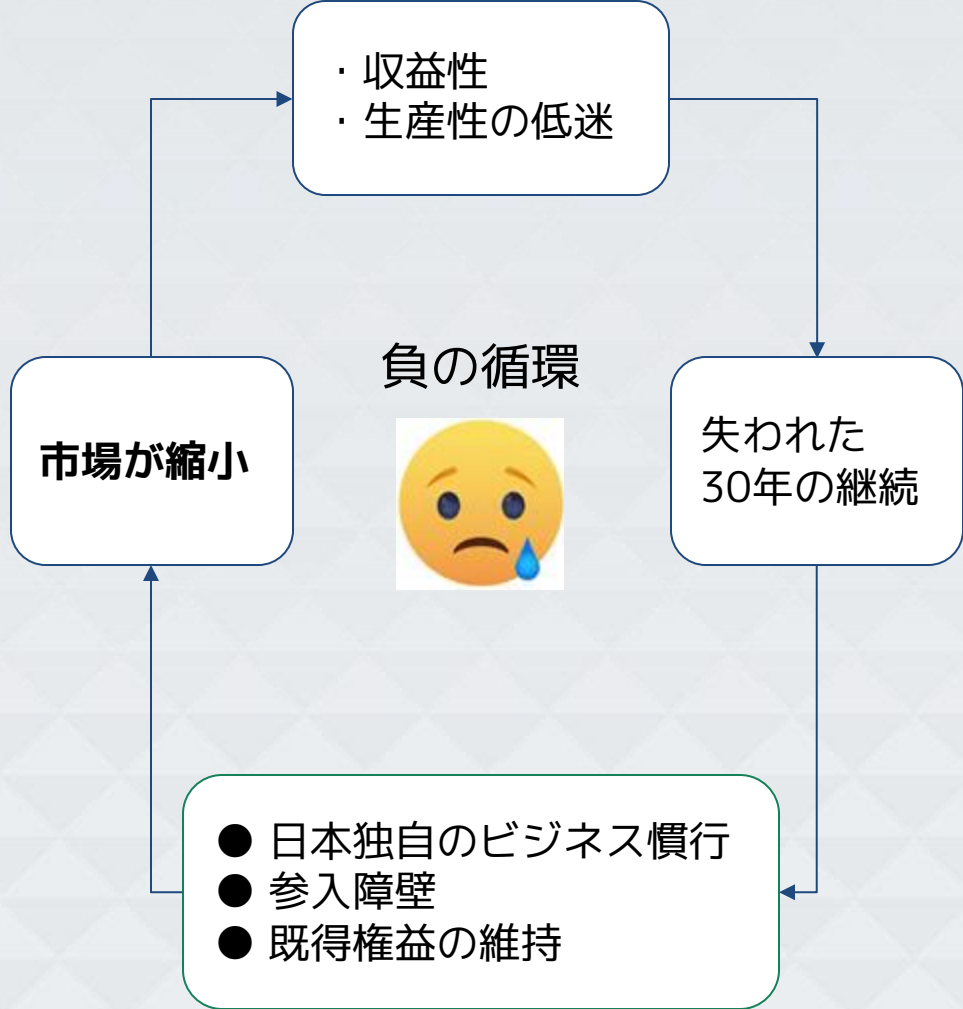 ・収益性
・生産性の低迷
負の循環
市場が縮小
失われた
30年の継続
● 日本独自のビジネス慣行
● 参入障壁
● 既得権益の維持